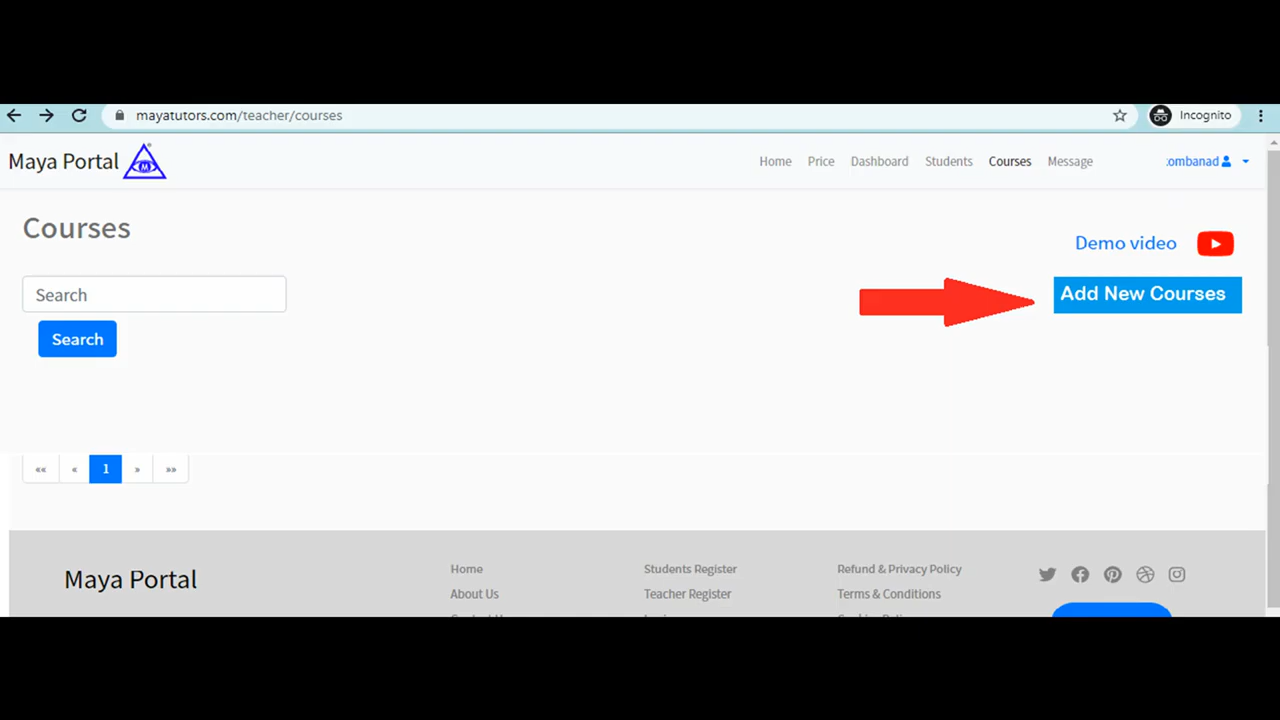 mayatutors.com/teacher/courses
Incognito
Maya Portal
M
Home Price Dashboard Students Courses Message
ombanad
Courses
Demo video
Search
Add New Courses
Search
«« « 1 » »»
Maya Portal
Home Students Register Refund & Privacy Policy
About Us Teacher Register Terms & Conditions